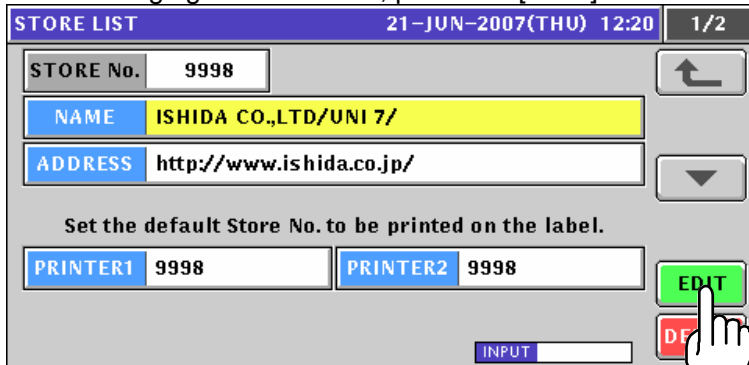 STORE LIST 21-JUN-2007(THU) 12:20 1/2
STORE No. 9998
NAME ISHIDA CO.,LTD/UNI 7/
ADDRESS http://www.ishida.co.jp/
Set the default Store No. to be printed on the label.
PRINTER1 9998 PRINTER2 9998
EDIT
INPUT